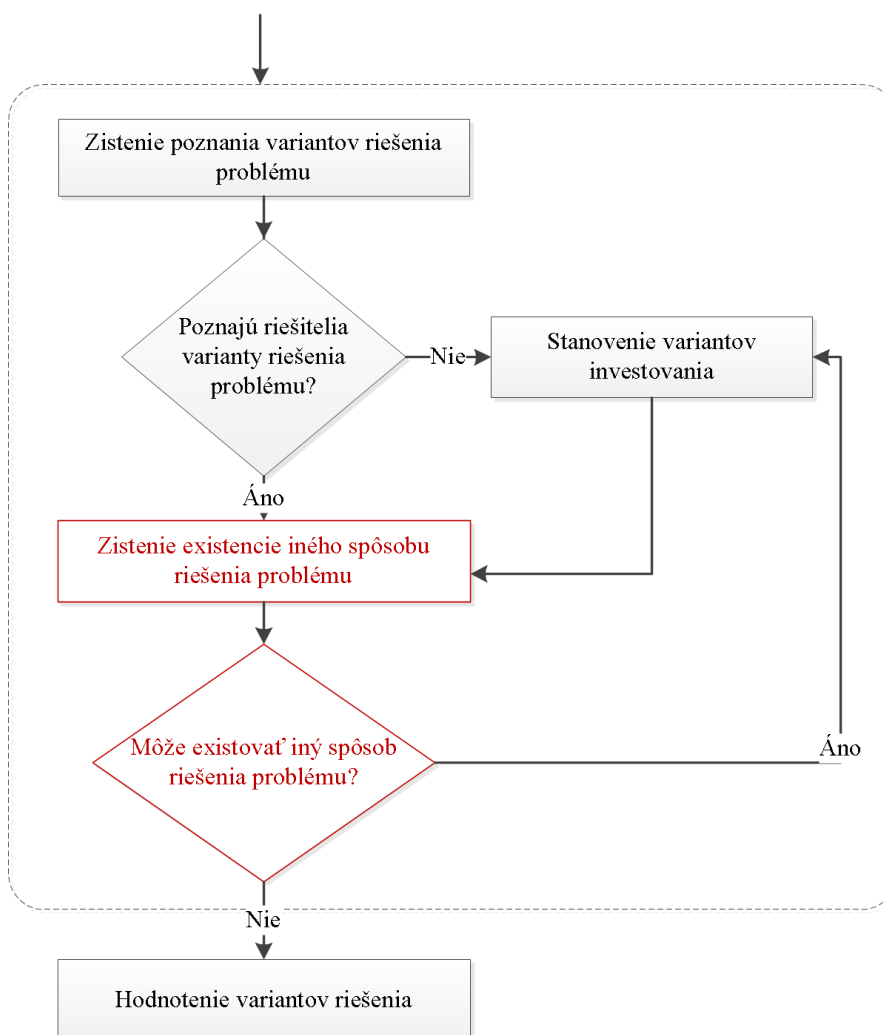 Zistenie poznania variantov riešenia
problému
Poznajú riešitelia
varianty riešenia
problému?
Nie
Stanovenie variantov
investovania
Áno
Zistenie existencie iného spôsobu
riešenia problému
Môže existovať iný spôsob
riešenia problému?
Áno
Nie
Hodnotenie variantov riešenia